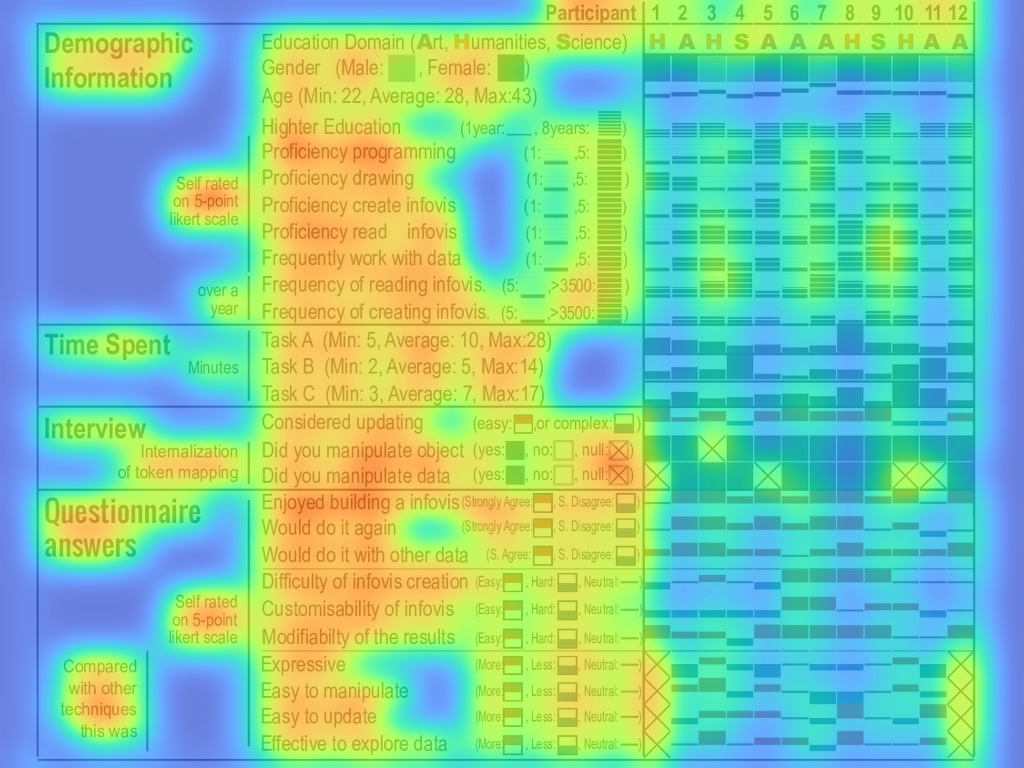 Participant 1 2 3 4 5 6 7 8 9 10 11 12
Demographic Information
Education Domain (Art, Humanities, Science) H A H S A A A H S H A A
Gender (Male: , Female: )
Age (Min: 22, Average: 28, Max:43)
Highter Education (1year: , 8years: )
Self rated on 5-point likert scale
Proficiency programming (1: ,5: )
Proficiency drawing (1: ,5: )
Proficiency create infovis (1: ,5: )
Proficiency read infovis (1: ,5: )
Frequently work with data (1: ,5: )
over a year
Frequency of reading infovis. (5: ,>3500: )
Frequency of creating infovis. (5: ,>3500: )
Time Spent
Minutes
Task A (Min: 5, Average: 10, Max:28)
Task B (Min: 2, Average: 5, Max:14)
Task C (Min: 3, Average: 7, Max:17)
Interview
Internalization of token mapping
Considered updating (easy: ,or complex: )
Did you manipulate object (yes: , no: , null: )
Did you manipulate data (yes: , no: , null: )
Questionnaire answers
Enjoyed building a infovis (Strongly Agree: , S. Disagree: )
Would do it again (Strongly Agree: , S. Disagree: )
Would do it with other data (S. Agree: , S. Disagree: )
Self rated on 5-point likert scale
Difficulty of infovis creation (Easy: , Hard: , Neutral: )
Customisability of infovis (Easy: , Hard: , Neutral: )
Modifiabilty of the results (Easy: , Hard: , Neutral: )
Compared with other techniques this was
Expressive (More: , Less: , Neutral: )
Easy to manipulate (More: , Less: , Neutral: )
Easy to update (More: , Less: , Neutral: )
Effective to explore data (More: , Less: , Neutral: )